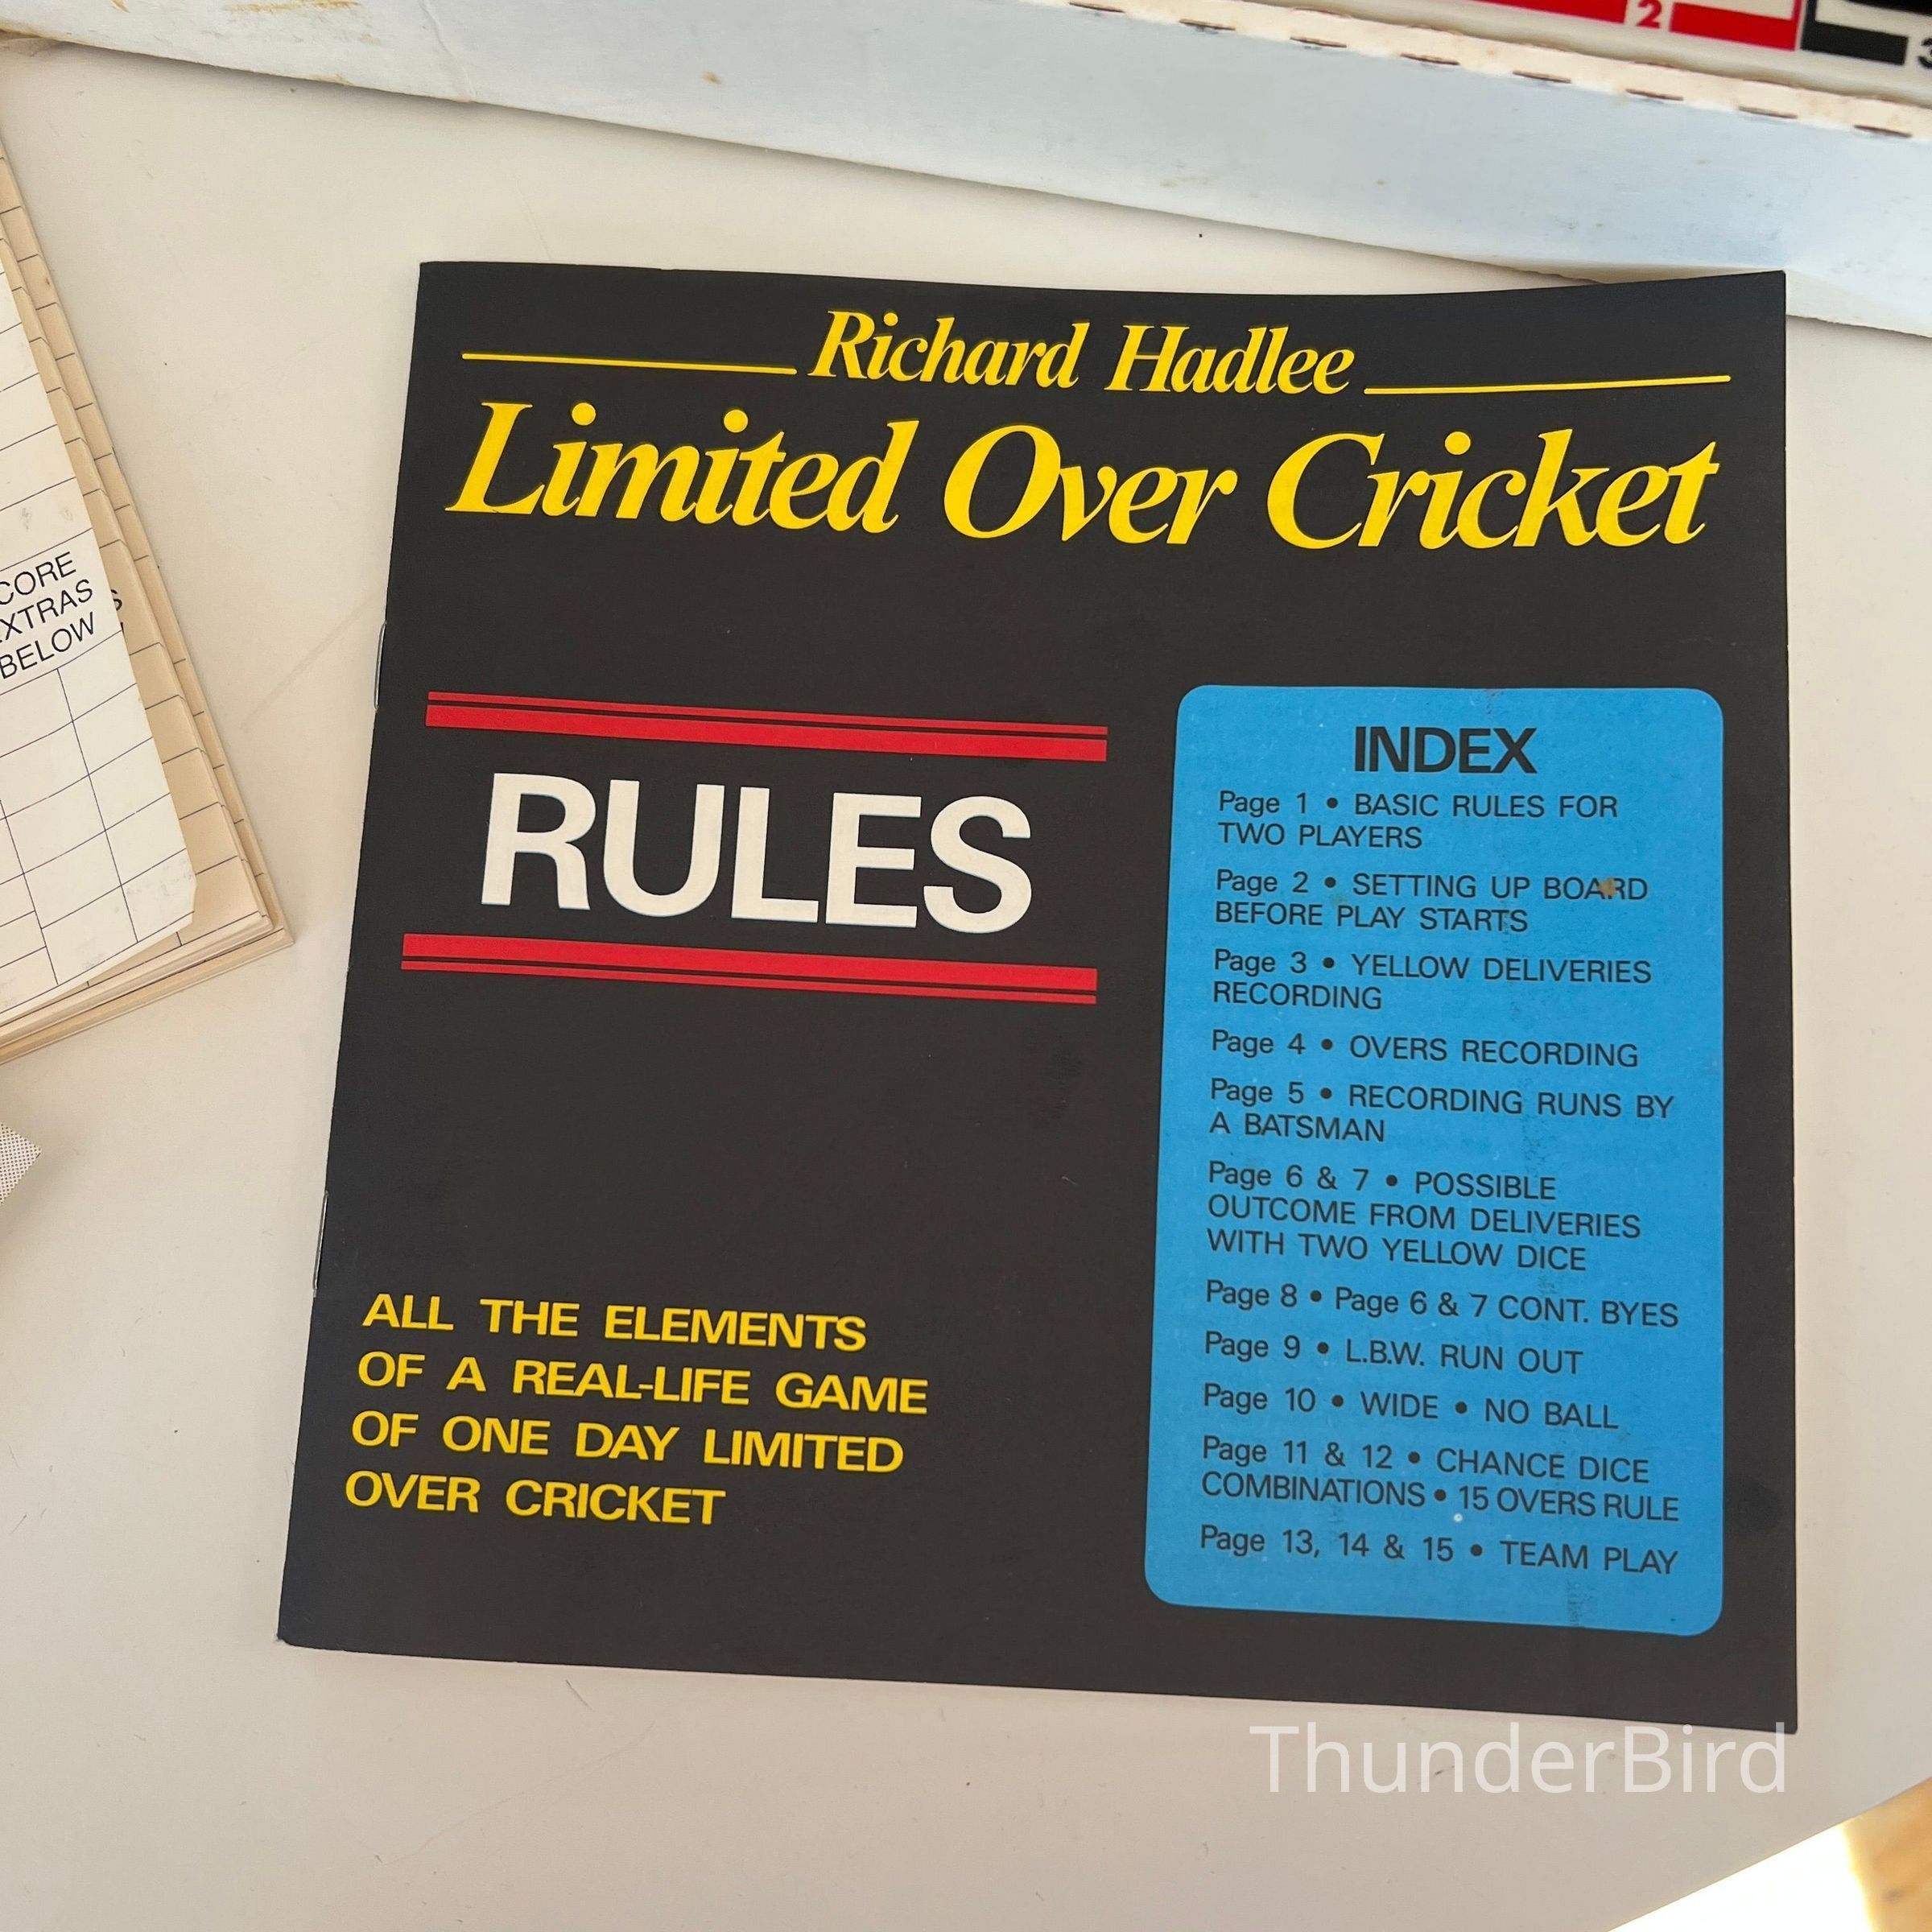 2
3
Richard Hadlee
Limited Over Cricket
RULES
ALL THE ELEMENTS
OF A REAL-LIFE GAME
OF ONE DAY LIMITED
OVER CRICKET
INDEX
Page 1 • BASIC RULES FOR
TWO PLAYERS
Page 2 • SETTING UP BOARD
BEFORE PLAY STARTS
Page 3 • YELLOW DELIVERIES
RECORDING
Page 4 • OVERS RECORDING
Page 5 • RECORDING RUNS BY
A BATSMAN
Page 6 & 7 • POSSIBLE
OUTCOME FROM DELIVERIES
WITH TWO YELLOW DICE
Page 8 • Page 6 & 7 CONT. BYES
Page 9 • L.B.W. RUN OUT
Page 10 • WIDE • NO BALL
Page 11 & 12 • CHANCE DICE
COMBINATIONS • 15 OVERS RULE
Page 13, 14 & 15 • TEAM PLAY
CORE
XTRAS
BELOW
ThunderBird